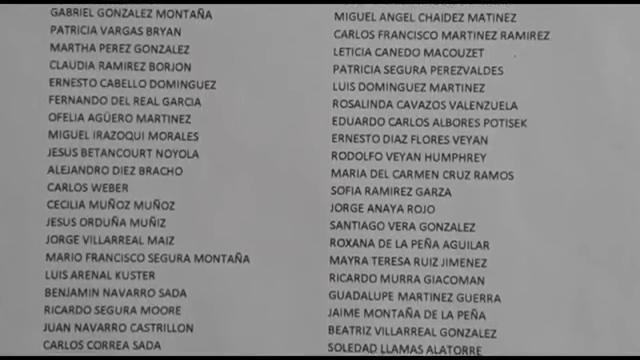 GABRIEL GONZALEZ MONTAÑA
PATRICIA VARGAS BRYAN
MARTHA PEREZ GONZALEZ
CLAUDIA RAMIREZ BORJON
ERNESTO CABELLO DOMINGUEZ
FERNANDO DEL REAL GARCIA
OFELIA AGÜERO MARTINEZ
MIGUEL IRAZOQUI MORALES
JESUS BETANCOURT NOYOLA
ALEJANDRO DIEZ BRACHO
CARLOS WEBER
CECILIA MUÑOZ MUÑOZ
JESUS ORDUÑA MUÑIZ
JORGE VILLARREAL MAIZ
MARIO FRANCISCO SEGURA MONTAÑA
LUIS ARENAL KUSTER
BENJAMIN NAVARRO SADA
RICARDO SEGURA MOORE
JUAN NAVARRO CASTRILLON
CARLOS CORREA SADA
MIGUEL ANGEL CHAIDEZ MATINEZ
CARLOS FRANCISCO MARTINEZ RAMIREZ
LETICIA CANEDO MACOUZET
PATRICIA SEGURA PEREZVALDES
LUIS DOMINGUEZ MARTINEZ
ROSALINDA CAVAZOS VALENZUELA
EDUARDO CARLOS ALBORES POTISEK
ERNESTO DIAZ FLORES VEYAN
RODOLFO VEYAN HUMPHREY
MARIA DEL CARMEN CRUZ RAMOS
SOFIA RAMIREZ GARZA
JORGE ANAYA ROJO
SANTIAGO VERA GONZALEZ
ROXANA DE LA PEÑA AGUILAR
MAYRA TERESA RUIZ JIMENEZ
RICARDO MURRA GIACOMAN
GUADALUPE MARTINEZ GUERRA
JAIME MONTAÑA DE LA PEÑA
BEATRIZ VILLARREAL GONZALEZ
SOLEDAD LLAMAS ALATORRE